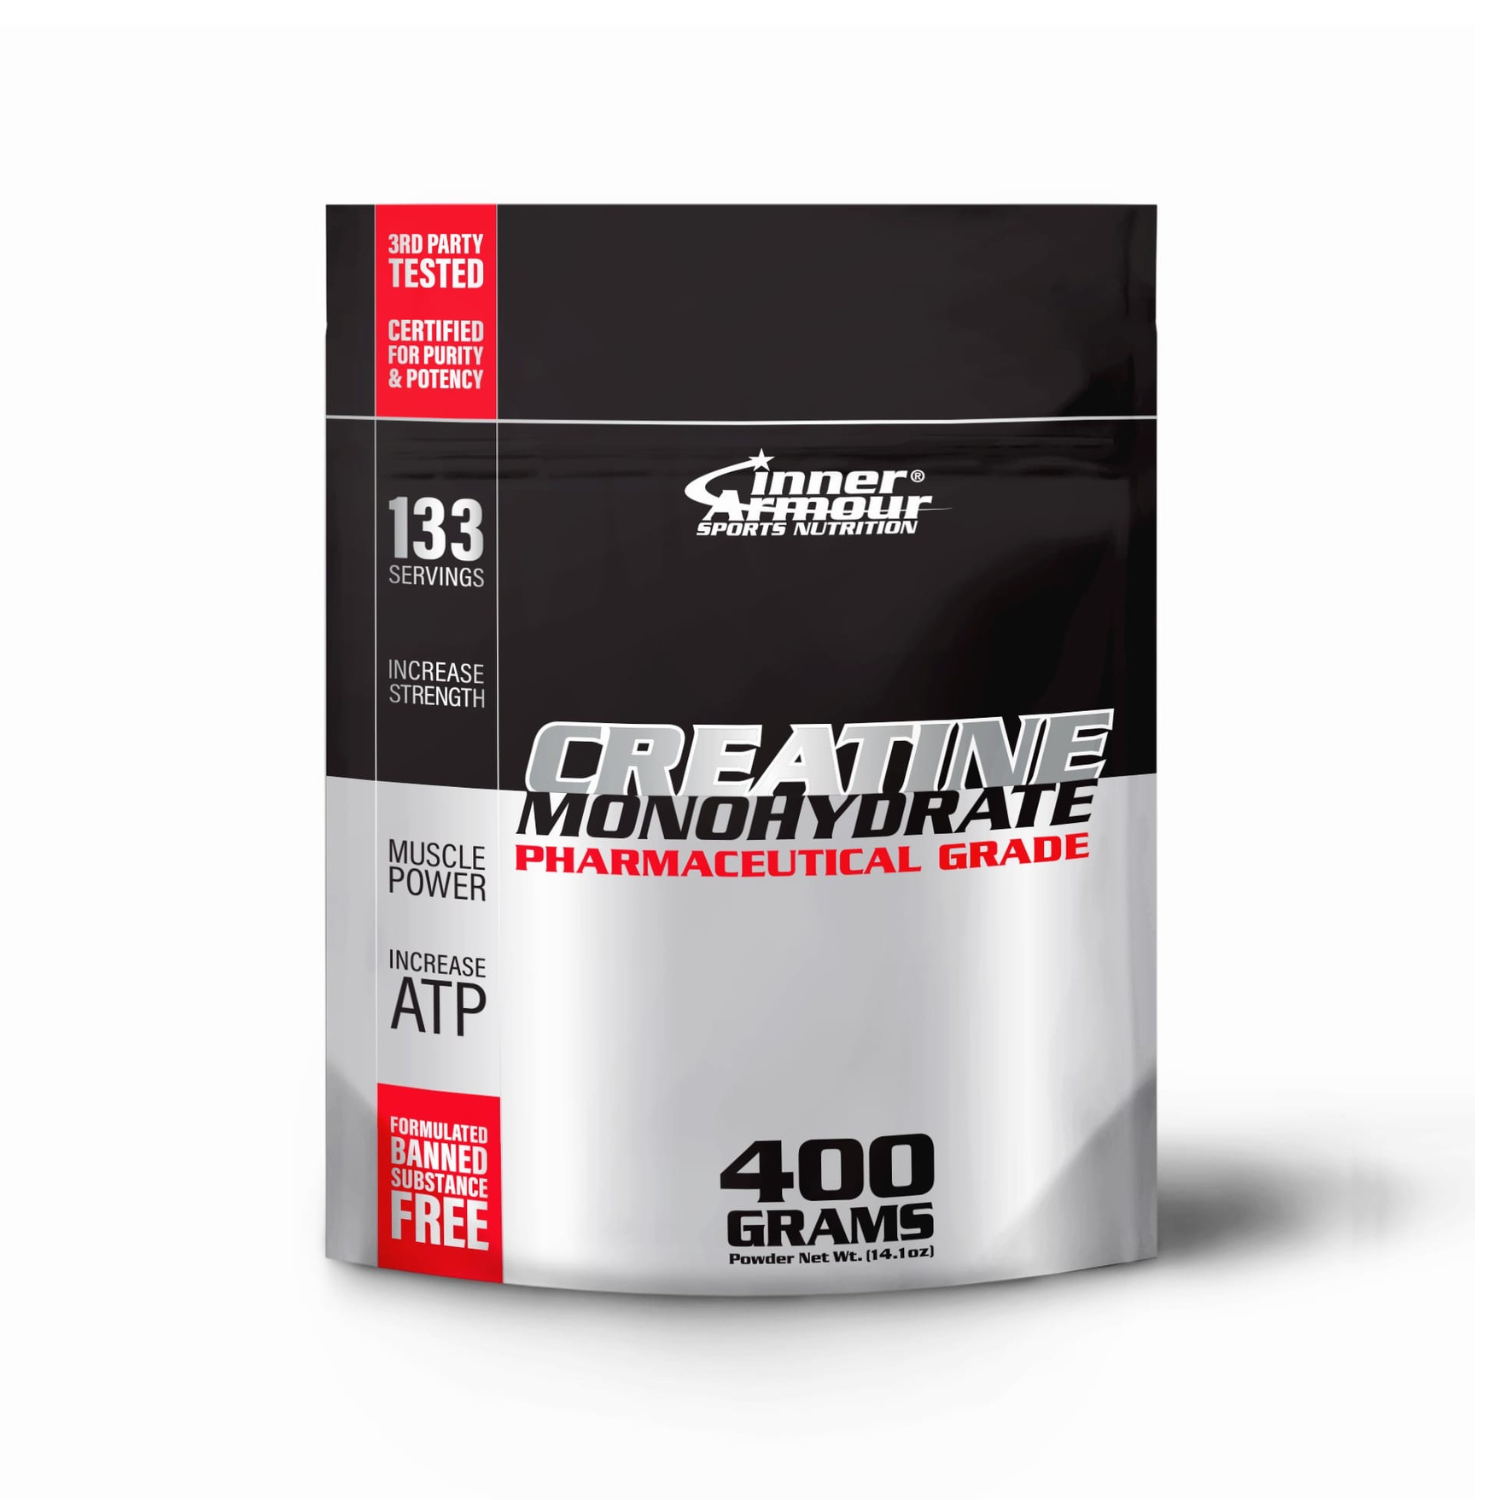 3RD PARTY
TESTED
CERTIFIED
FOR PURITY
& POTENCY
133
SERVINGS
INCREASE
STRENGTH
MUSCLE
POWER
INCREASE
ATP
FORMULATED
BANNED
SUBSTANCE
FREE
inner®
Armour
SPORTS NUTRITION
CREATINE
MONOHYDRATE
PHARMACEUTICAL GRADE
400
GRAMS
Powder Net Wt. (14.1oz)